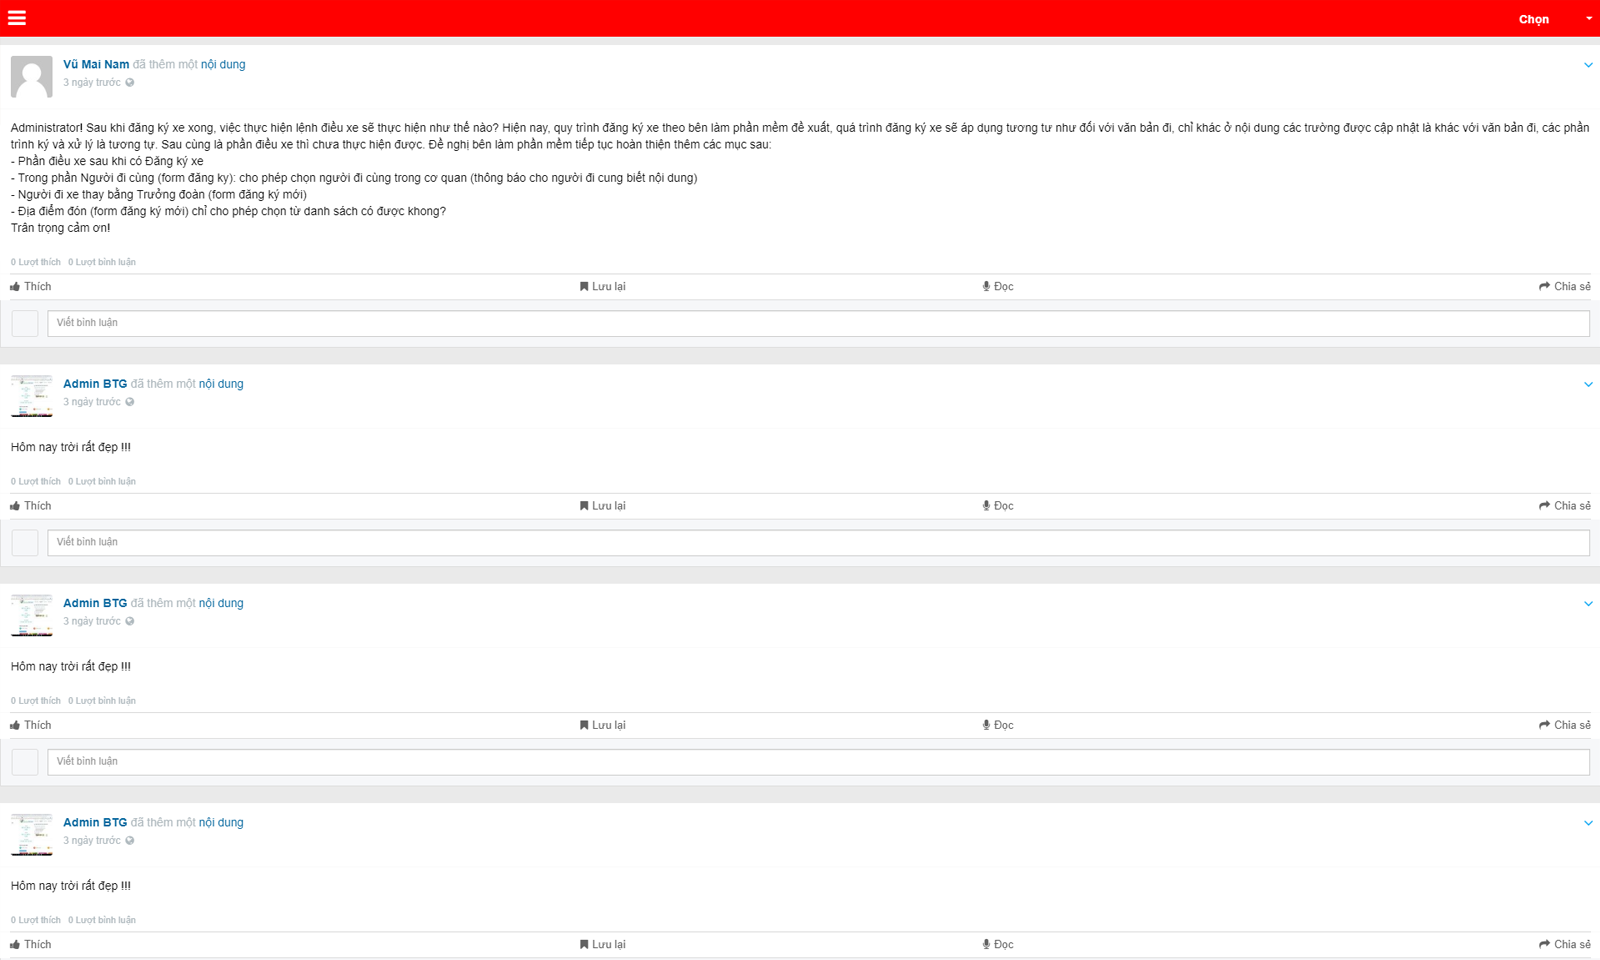 Chọn
Vũ Mai Nam đã thêm một nội dung
3 ngày trước
Administrator! Sau khi đăng ký xe xong, việc thực hiện lệnh điều xe sẽ thực hiện như thế nào? Hiện nay, quy trình đăng ký xe theo bên làm phần mềm đề xuất, quá trình đăng ký xe sẽ áp dụng tương tư như đối với văn bản đi, chỉ khác ở nội dung các trường được cập nhật là khác với văn bản đi, các phần
trình ký và xử lý là tương tự. Sau cùng là phần điều xe thì chưa thực hiện được. Đề nghị bên làm phần mềm tiếp tục hoàn thiện thêm các mục sau:
- Phần điều xe sau khi có Đăng ký xe
- Trong phần Người đi cùng (form đăng ky): cho phép chọn người đi cùng trong cơ quan (thông báo cho người đi cung biết nội dung)
- Người đi xe thay bằng Trưởng đoàn (form đăng ký mới)
- Địa điểm đón (form đăng ký mới) chỉ cho phép chọn từ danh sách có được khong?
Trân trọng cảm ơn!
0 Lượt thích 0 Lượt bình luận
Thích Lưu lại Đọc Chia sẻ
Viết bình luận
Admin BTG đã thêm một nội dung
3 ngày trước
Hôm nay trời rất đẹp !!!
0 Lượt thích 0 Lượt bình luận
Thích Lưu lại Đọc Chia sẻ
Viết bình luận
Admin BTG đã thêm một nội dung
3 ngày trước
Hôm nay trời rất đẹp !!!
0 Lượt thích 0 Lượt bình luận
Thích Lưu lại Đọc Chia sẻ
Viết bình luận
Admin BTG đã thêm một nội dung
3 ngày trước
Hôm nay trời rất đẹp !!!
0 Lượt thích 0 Lượt bình luận
Thích Lưu lại Đọc Chia sẻ